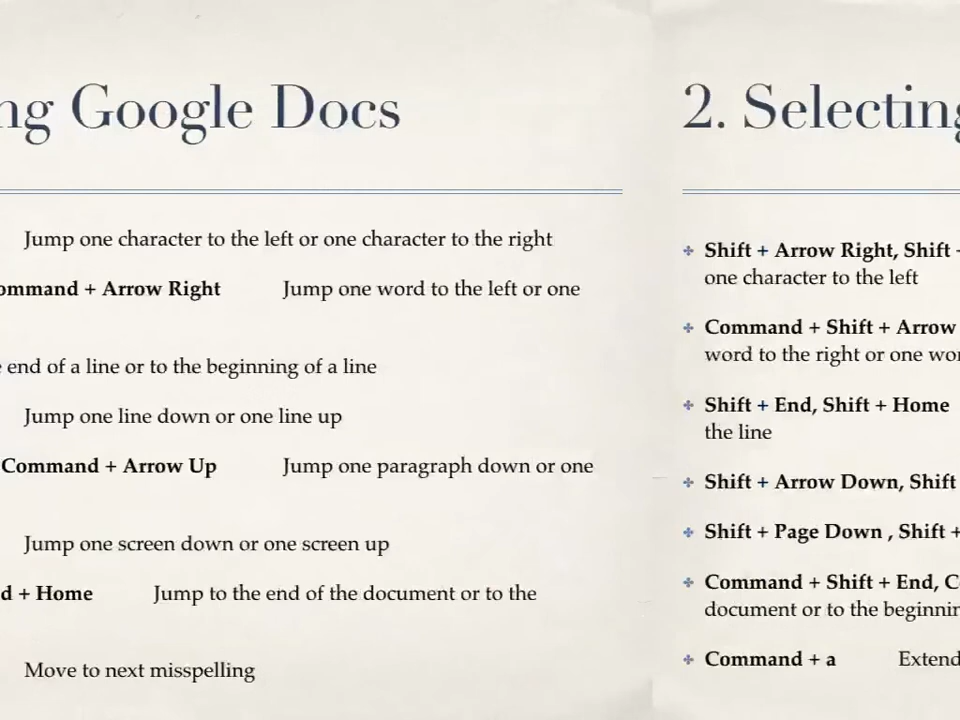 ng Google Docs
Jump one character to the left or one character to the right
ommand + Arrow Right Jump one word to the left or one
end of a line or to the beginning of a line
Jump one line down or one line up
Command + Arrow Up Jump one paragraph down or one
Jump one screen down or one screen up
d + Home Jump to the end of the document or to the
Move to next misspelling
2. Selecting
Shift + Arrow Right, Shift
one character to the left
Command + Shift + Arrow
word to the right or one wor
Shift + End, Shift + Home
the line
Shift + Arrow Down, Shift
Shift + Page Down , Shift +
Command + Shift + End, C
document or to the beginnin
Command + a Extend